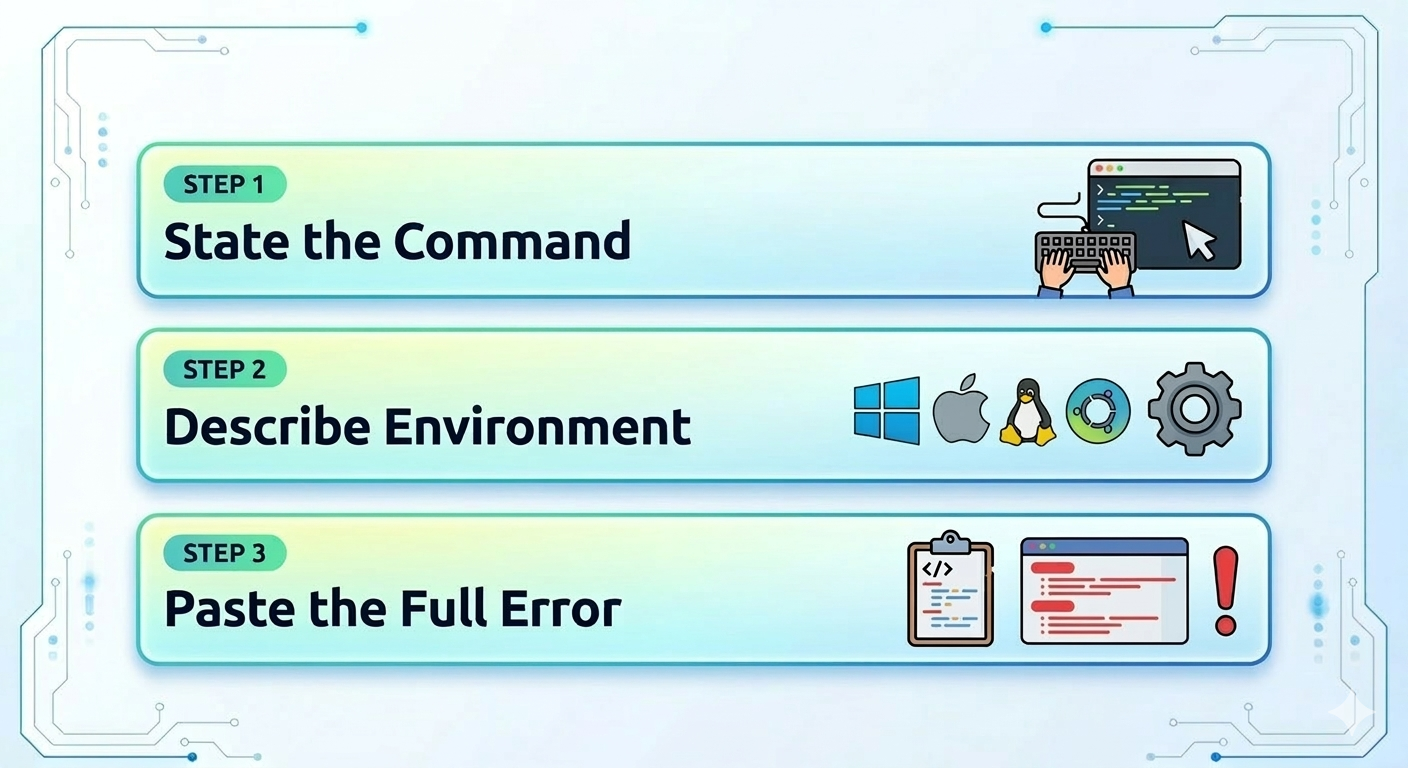 STEP 1
State the Command
STEP 2
Describe Environment
STEP 3
Paste the Full Error
</>